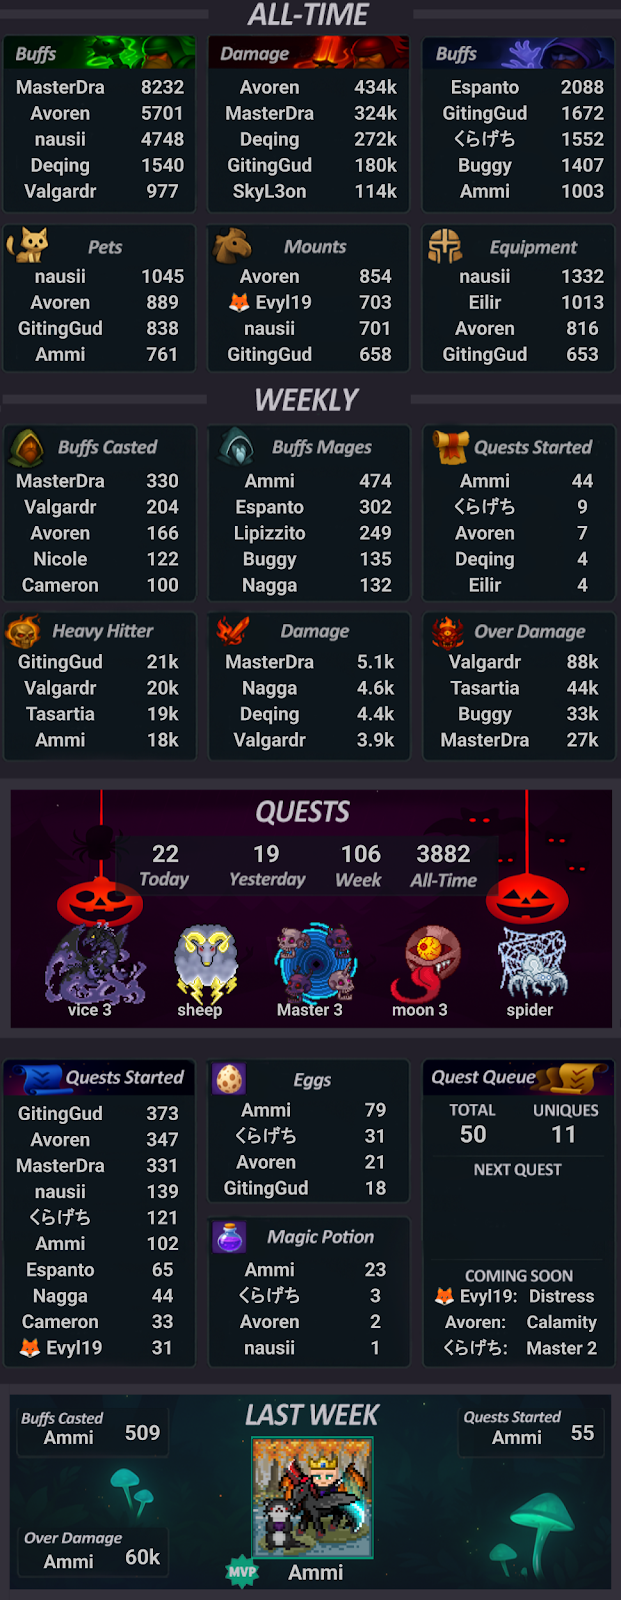 ALL-TIME
Buffs
MasterDra 8232
Avoren 5701
nausii 4748
Deqing 1540
Valgardr 977
Damage
Avoren 434k
MasterDra 324k
Deqing 272k
GitingGud 180k
SkyL3on 114k
Buffs
Espanto 2088
GitingGud 1672
くらげち 1552
Buggy 1407
Ammi 1003
Pets
nausii 1045
Avoren 889
GitingGud 838
Ammi 761
Mounts
Avoren 854
🦊 Evyl19 703
nausii 701
GitingGud 658
Equipment
nausii 1332
Eilir 1013
Avoren 816
GitingGud 653
WEEKLY
Buffs Casted
MasterDra 330
Valgardr 204
Avoren 166
Nicole 122
Cameron 100
Buffs Mages
Ammi 474
Espanto 302
Lipizzito 249
Buggy 135
Nagga 132
Quests Started
Ammi 44
くらげち 9
Avoren 7
Deqing 4
Eilir 4
Heavy Hitter
GitingGud 21k
Valgardr 20k
Tasartia 19k
Ammi 18k
Damage
MasterDra 5.1k
Nagga 4.6k
Deqing 4.4k
Valgardr 3.9k
Over Damage
Valgardr 88k
Tasartia 44k
Buggy 33k
MasterDra 27k
QUESTS
22 19 106 3882
Today Yesterday Week All-Time
vice 3 sheep Master 3 moon 3 spider
Quests Started
GitingGud 373
Avoren 347
MasterDra 331
nausii 139
くらげち 121
Ammi 102
Espanto 65
Nagga 44
Cameron 33
🦊 Evyl19 31
Eggs
Ammi 79
くらげち 31
Avoren 21
GitingGud 18
Magic Potion
Ammi 23
くらげち 3
Avoren 2
nausii 1
Quest Queue
TOTAL UNIQUES
50 11
NEXT QUEST
COMING SOON
🦊 Evyl19: Distress
Avoren: Calamity
くらげち: Master 2
LAST WEEK
Buffs Casted
Ammi 509
Quests Started
Ammi 55
Over Damage
Ammi 60k
MVP
Ammi